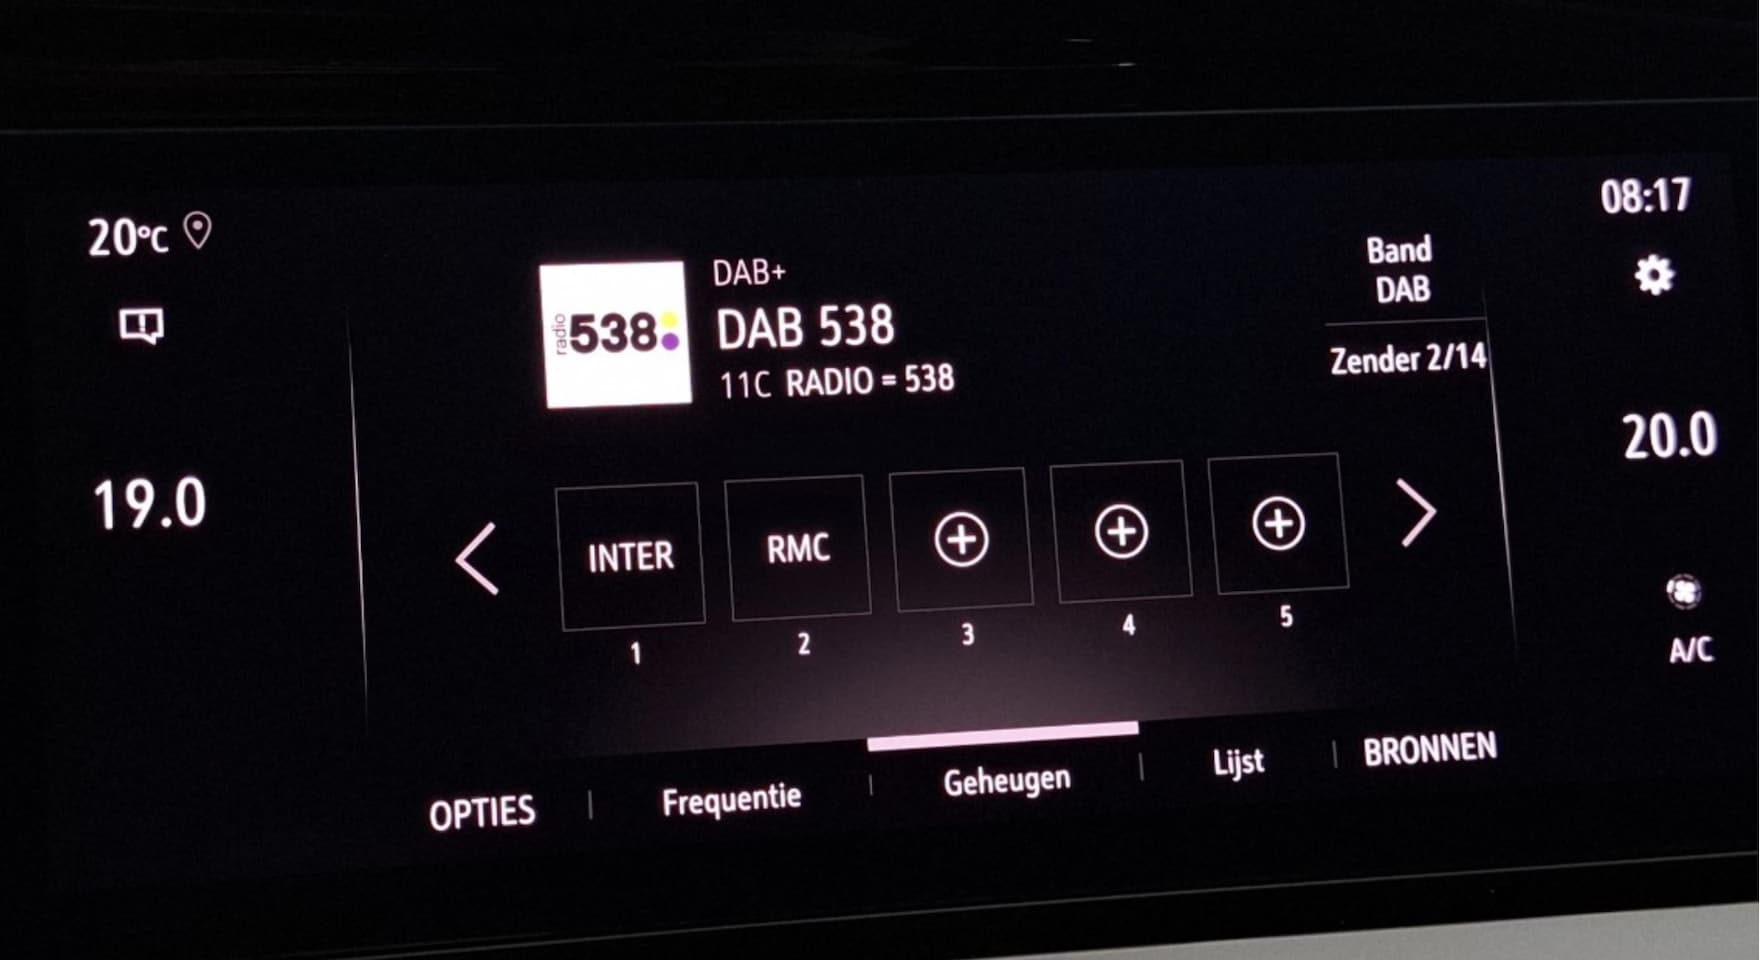 20°C
08:17
Band
DAB
DAB+
radio 538
DAB 538
11C RADIO = 538
Zender 2/14
19.0
20.0
INTER
RMC
1
2
3
4
5
A/C
OPTIES
Frequentie
Geheugen
Lijst
BRONNEN